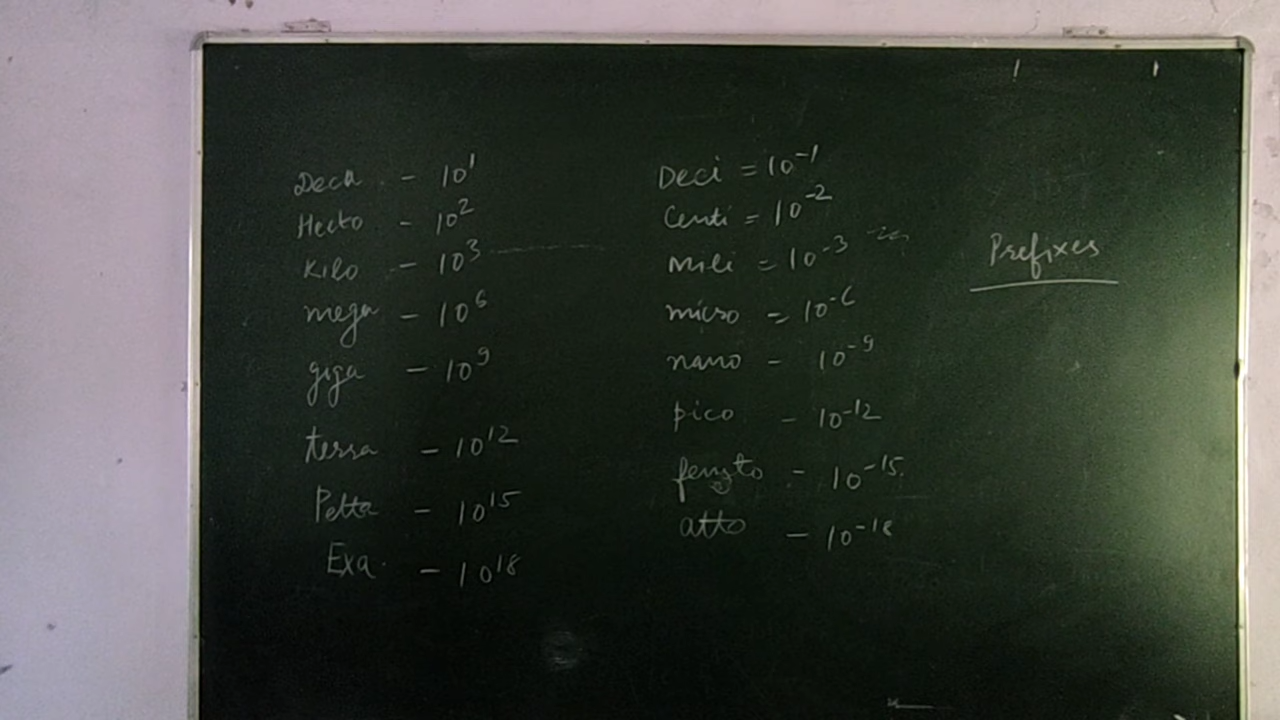 Deca - 10¹
Hecto - 10²
Kilo - 10³
mega - 10⁶
giga - 10⁹
terra - 10¹²
Petta - 10¹⁵
Exa - 10¹⁸
Deci = 10⁻¹
Centi = 10⁻²
mili = 10⁻³
micro = 10⁻⁶
nano - 10⁻⁹
pico - 10⁻¹²
10⁻¹⁵
atto - 10⁻¹⁸
Prefixes